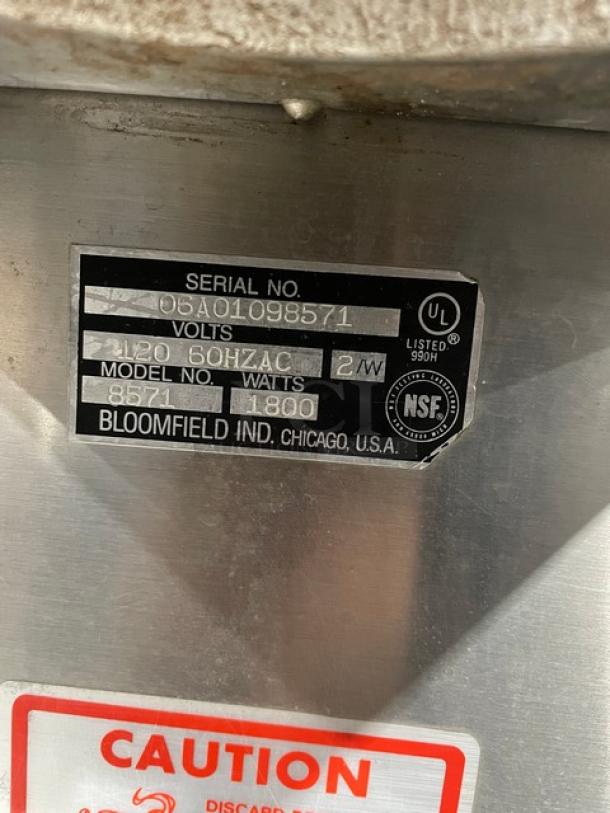 SERIAL NO.
06A01098571
VOLTS
120 60HZAC 2/W
MODEL NO. WATTS
8571 1800
BLOOMFIELD IND. CHICAGO, U.S.A.
UL
LISTED ®
990H
NSF®
CAUTION
DISCARD